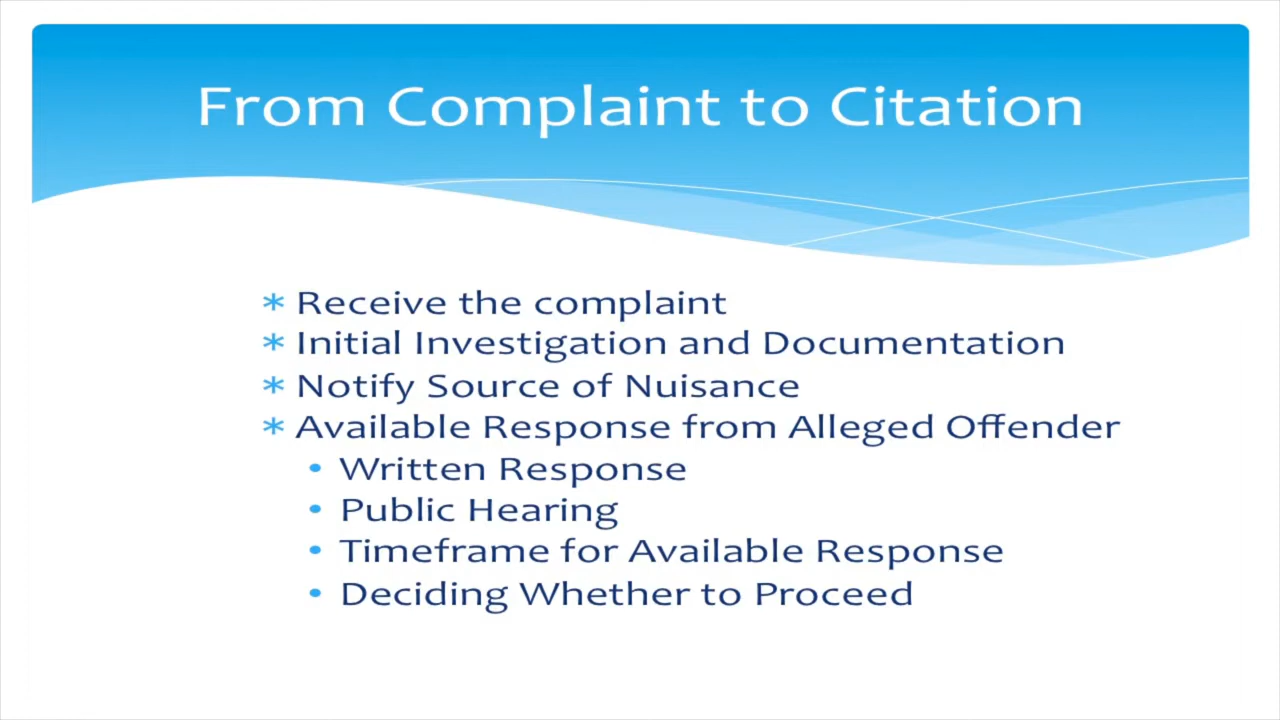 From Complaint to Citation
* Receive the complaint
* Initial Investigation and Documentation
* Notify Source of Nuisance
* Available Response from Alleged Offender
• Written Response
• Public Hearing
• Timeframe for Available Response
• Deciding Whether to Proceed